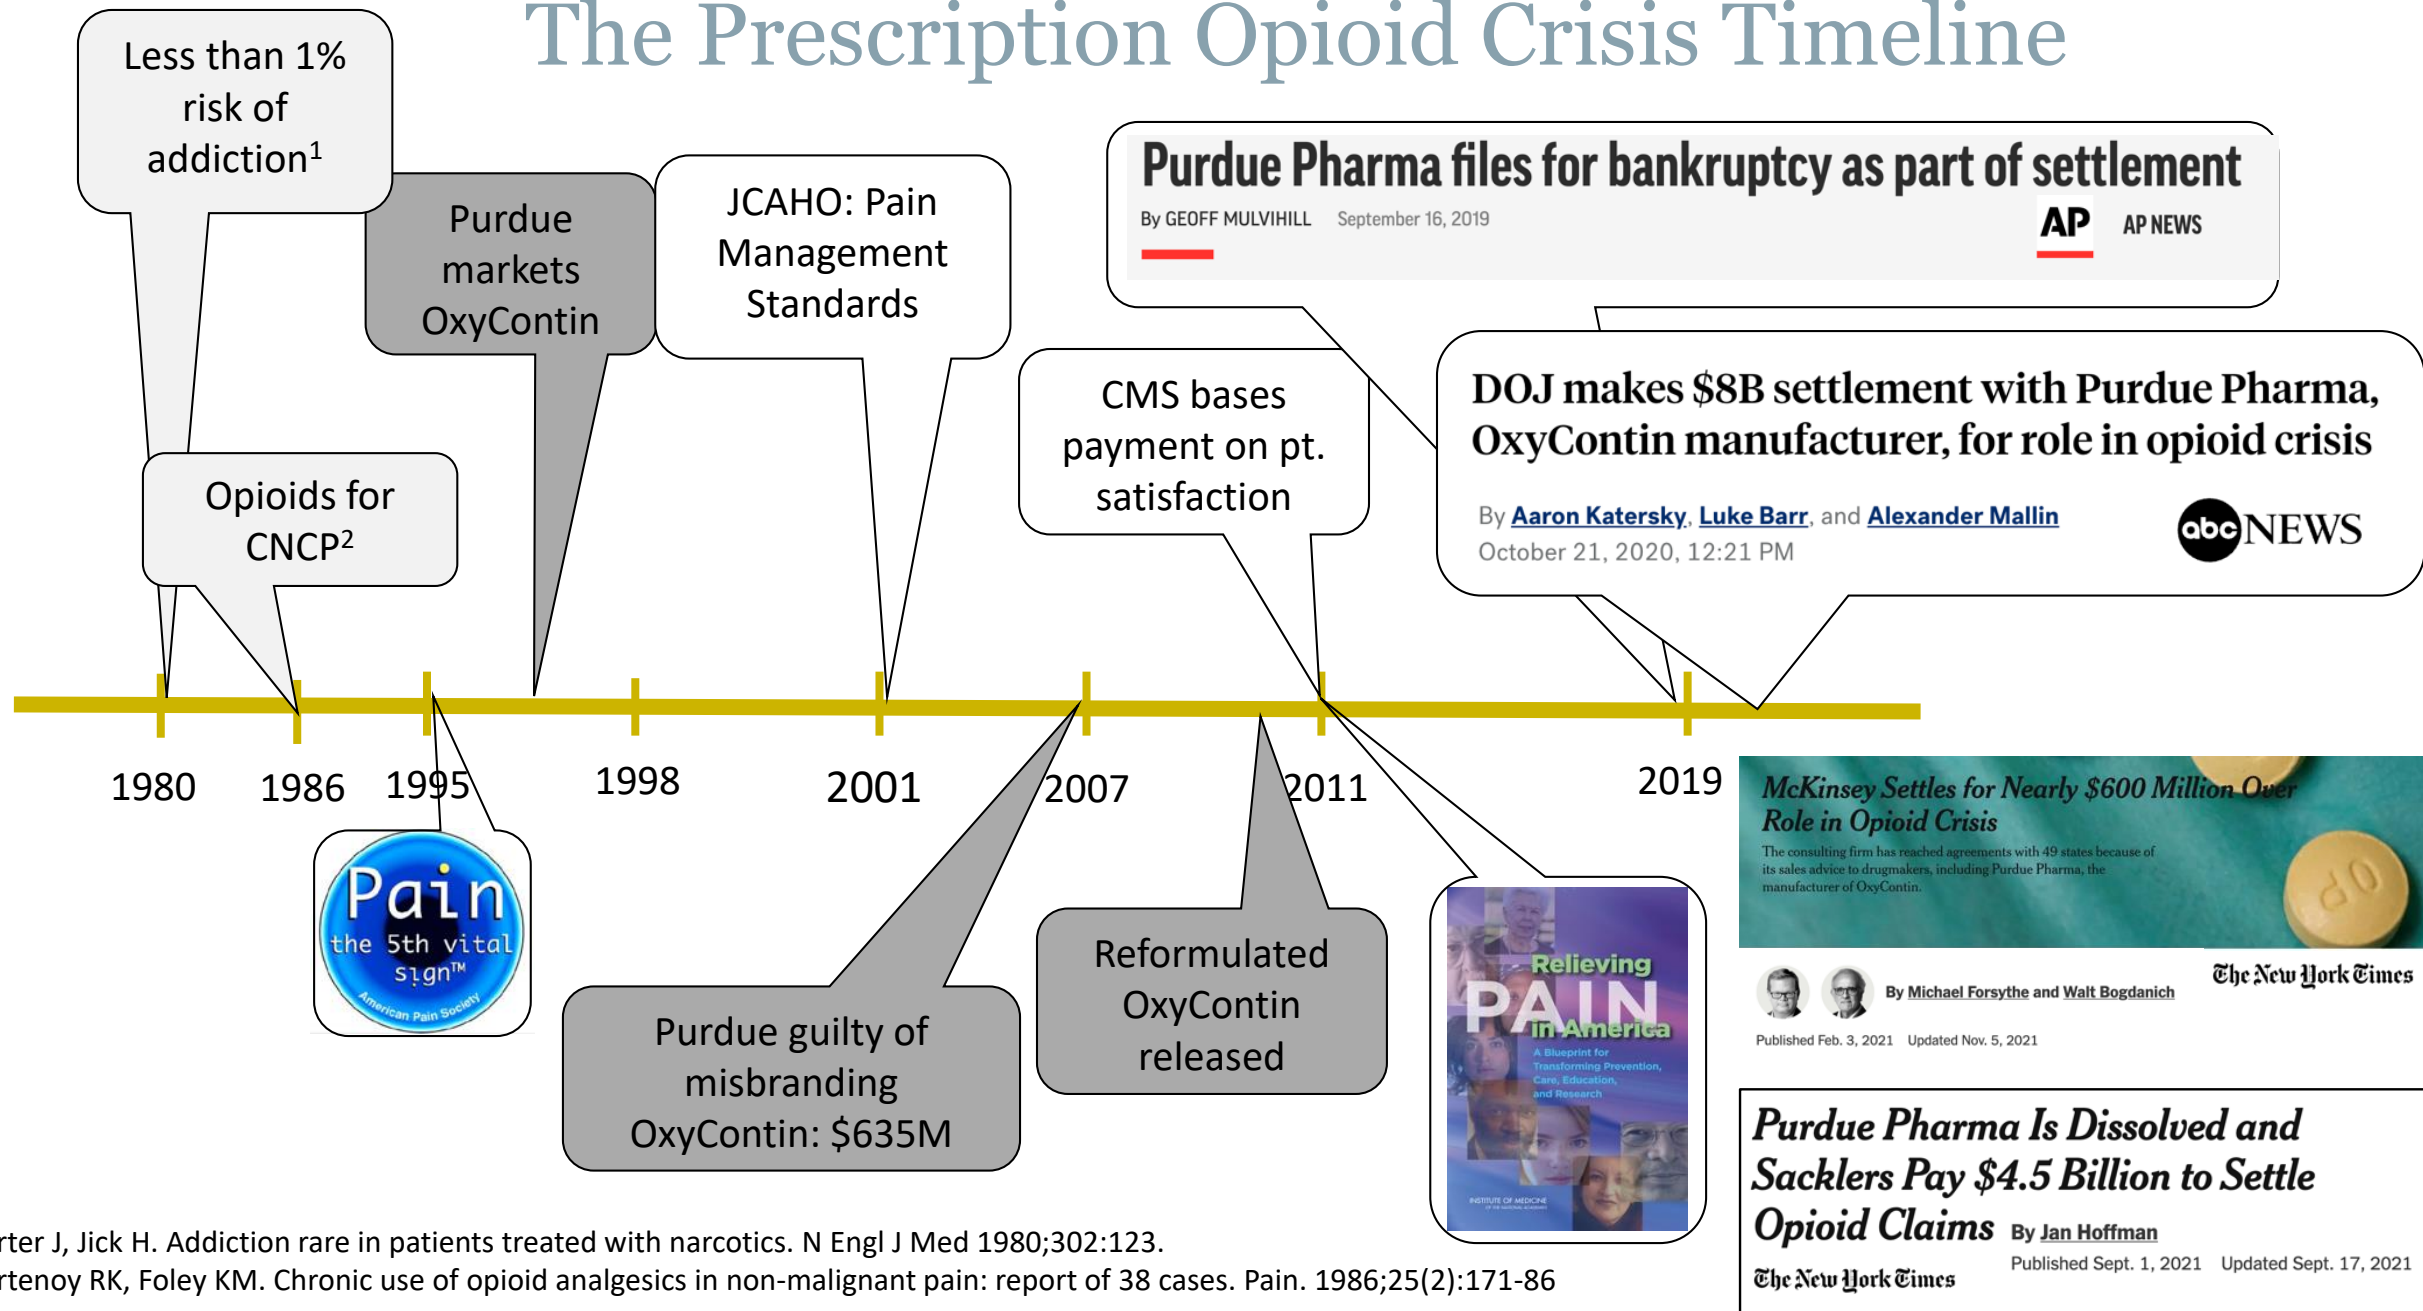 The Prescription Opioid Crisis Timeline
Less than 1%
risk of
addiction¹
Purdue
markets
OxyContin
JCAHO: Pain
Management
Standards
Purdue Pharma files for bankruptcy as part of settlement
By GEOFF MULVIHILL September 16, 2019
AP AP NEWS
Opioids for
CNCP²
CMS bases
payment on pt.
satisfaction
DOJ makes $8B settlement with Purdue Pharma,
OxyContin manufacturer, for role in opioid crisis
By Aaron Katersky, Luke Barr, and Alexander Mallin
October 21, 2020, 12:21 PM
abc NEWS
1980 1986 1995 1998 2001 2007 2011 2019
Pain
the 5th vital
sign™
American Pain Society
Purdue guilty of
misbranding
OxyContin: $635M
Reformulated
OxyContin
released
Relieving
PAIN
in America
A Blueprint for
Transforming Prevention,
Care, Education,
and Research
INSTITUTE OF MEDICINE
OF THE NATIONAL ACADEMIES
McKinsey Settles for Nearly $600 Million Over
Role in Opioid Crisis
The consulting firm has reached agreements with 49 states because of
its sales advice to drugmakers, including Purdue Pharma, the
manufacturer of OxyContin.
OP
By Michael Forsythe and Walt Bogdanich
The New York Times
Published Feb. 3, 2021 Updated Nov. 5, 2021
Purdue Pharma Is Dissolved and
Sacklers Pay $4.5 Billion to Settle
Opioid Claims By Jan Hoffman
Published Sept. 1, 2021 Updated Sept. 17, 2021
The New York Times
rter J, Jick H. Addiction rare in patients treated with narcotics. N Engl J Med 1980;302:123.
rtenoy RK, Foley KM. Chronic use of opioid analgesics in non-malignant pain: report of 38 cases. Pain. 1986;25(2):171-86